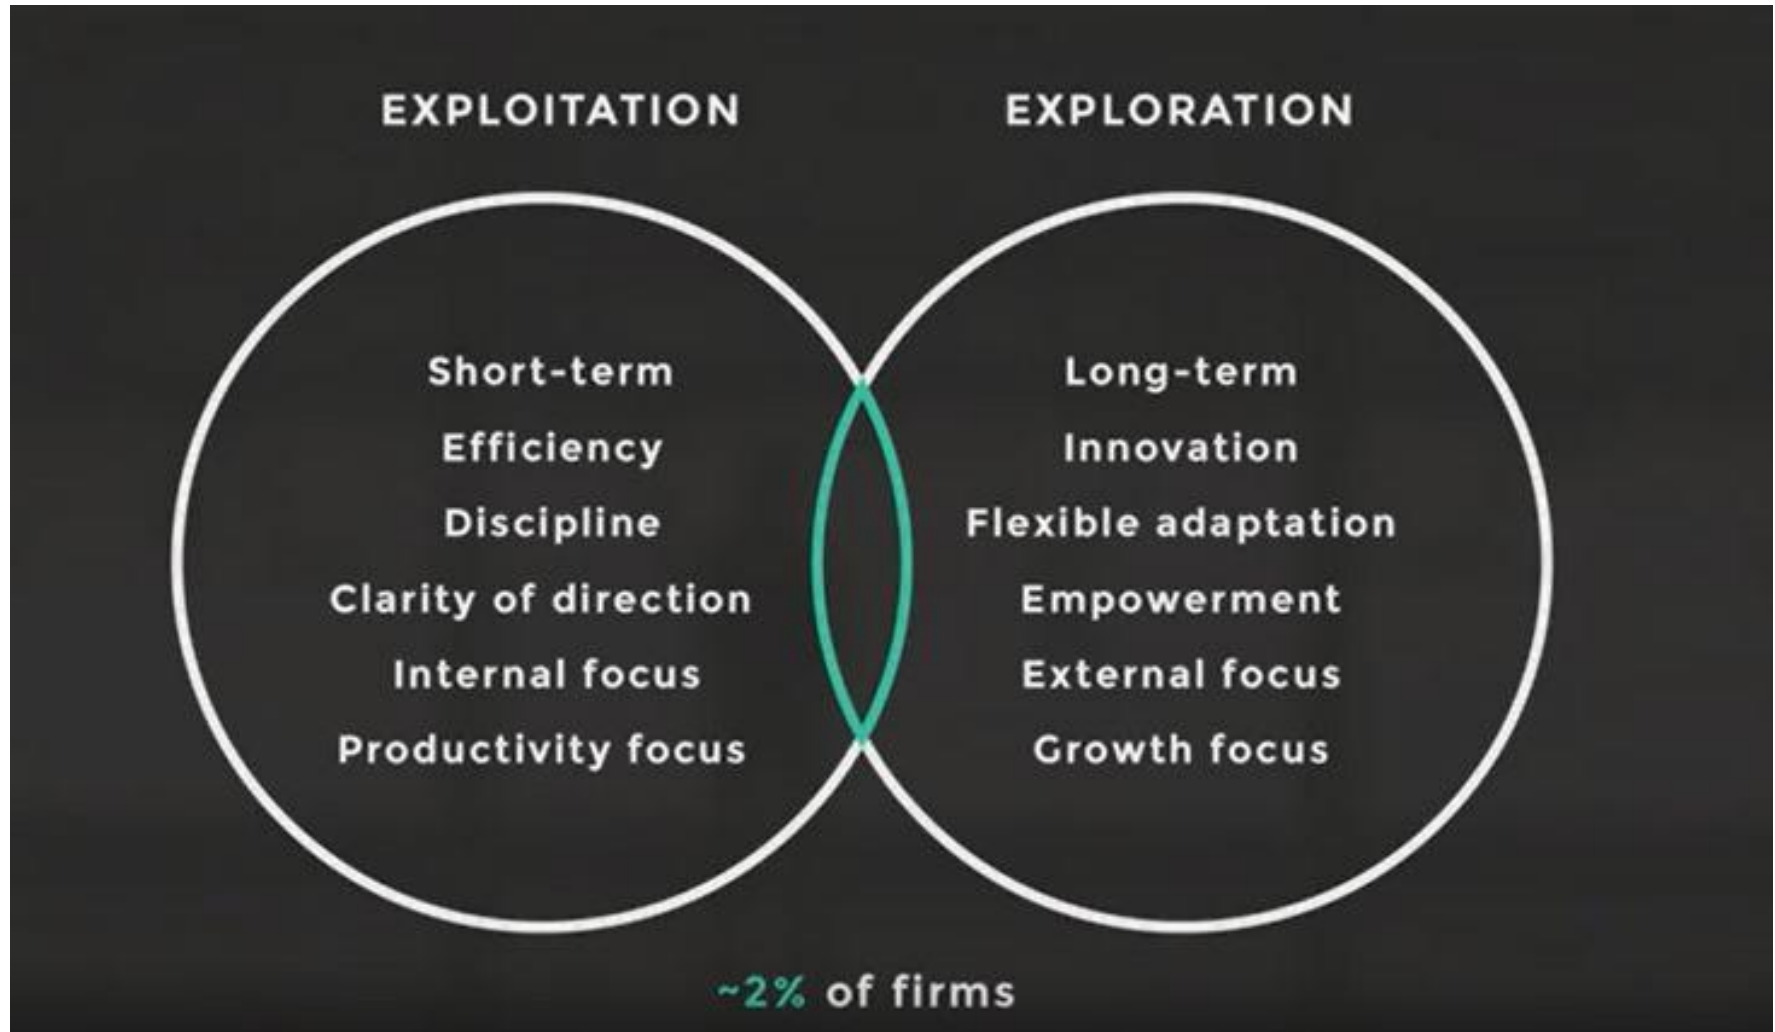 EXPLOITATION
EXPLORATION
Short-term
Efficiency
Discipline
Clarity of direction
Internal focus
Productivity focus
Long-term
Innovation
Flexible adaptation
Empowerment
External focus
Growth focus
~2% of firms